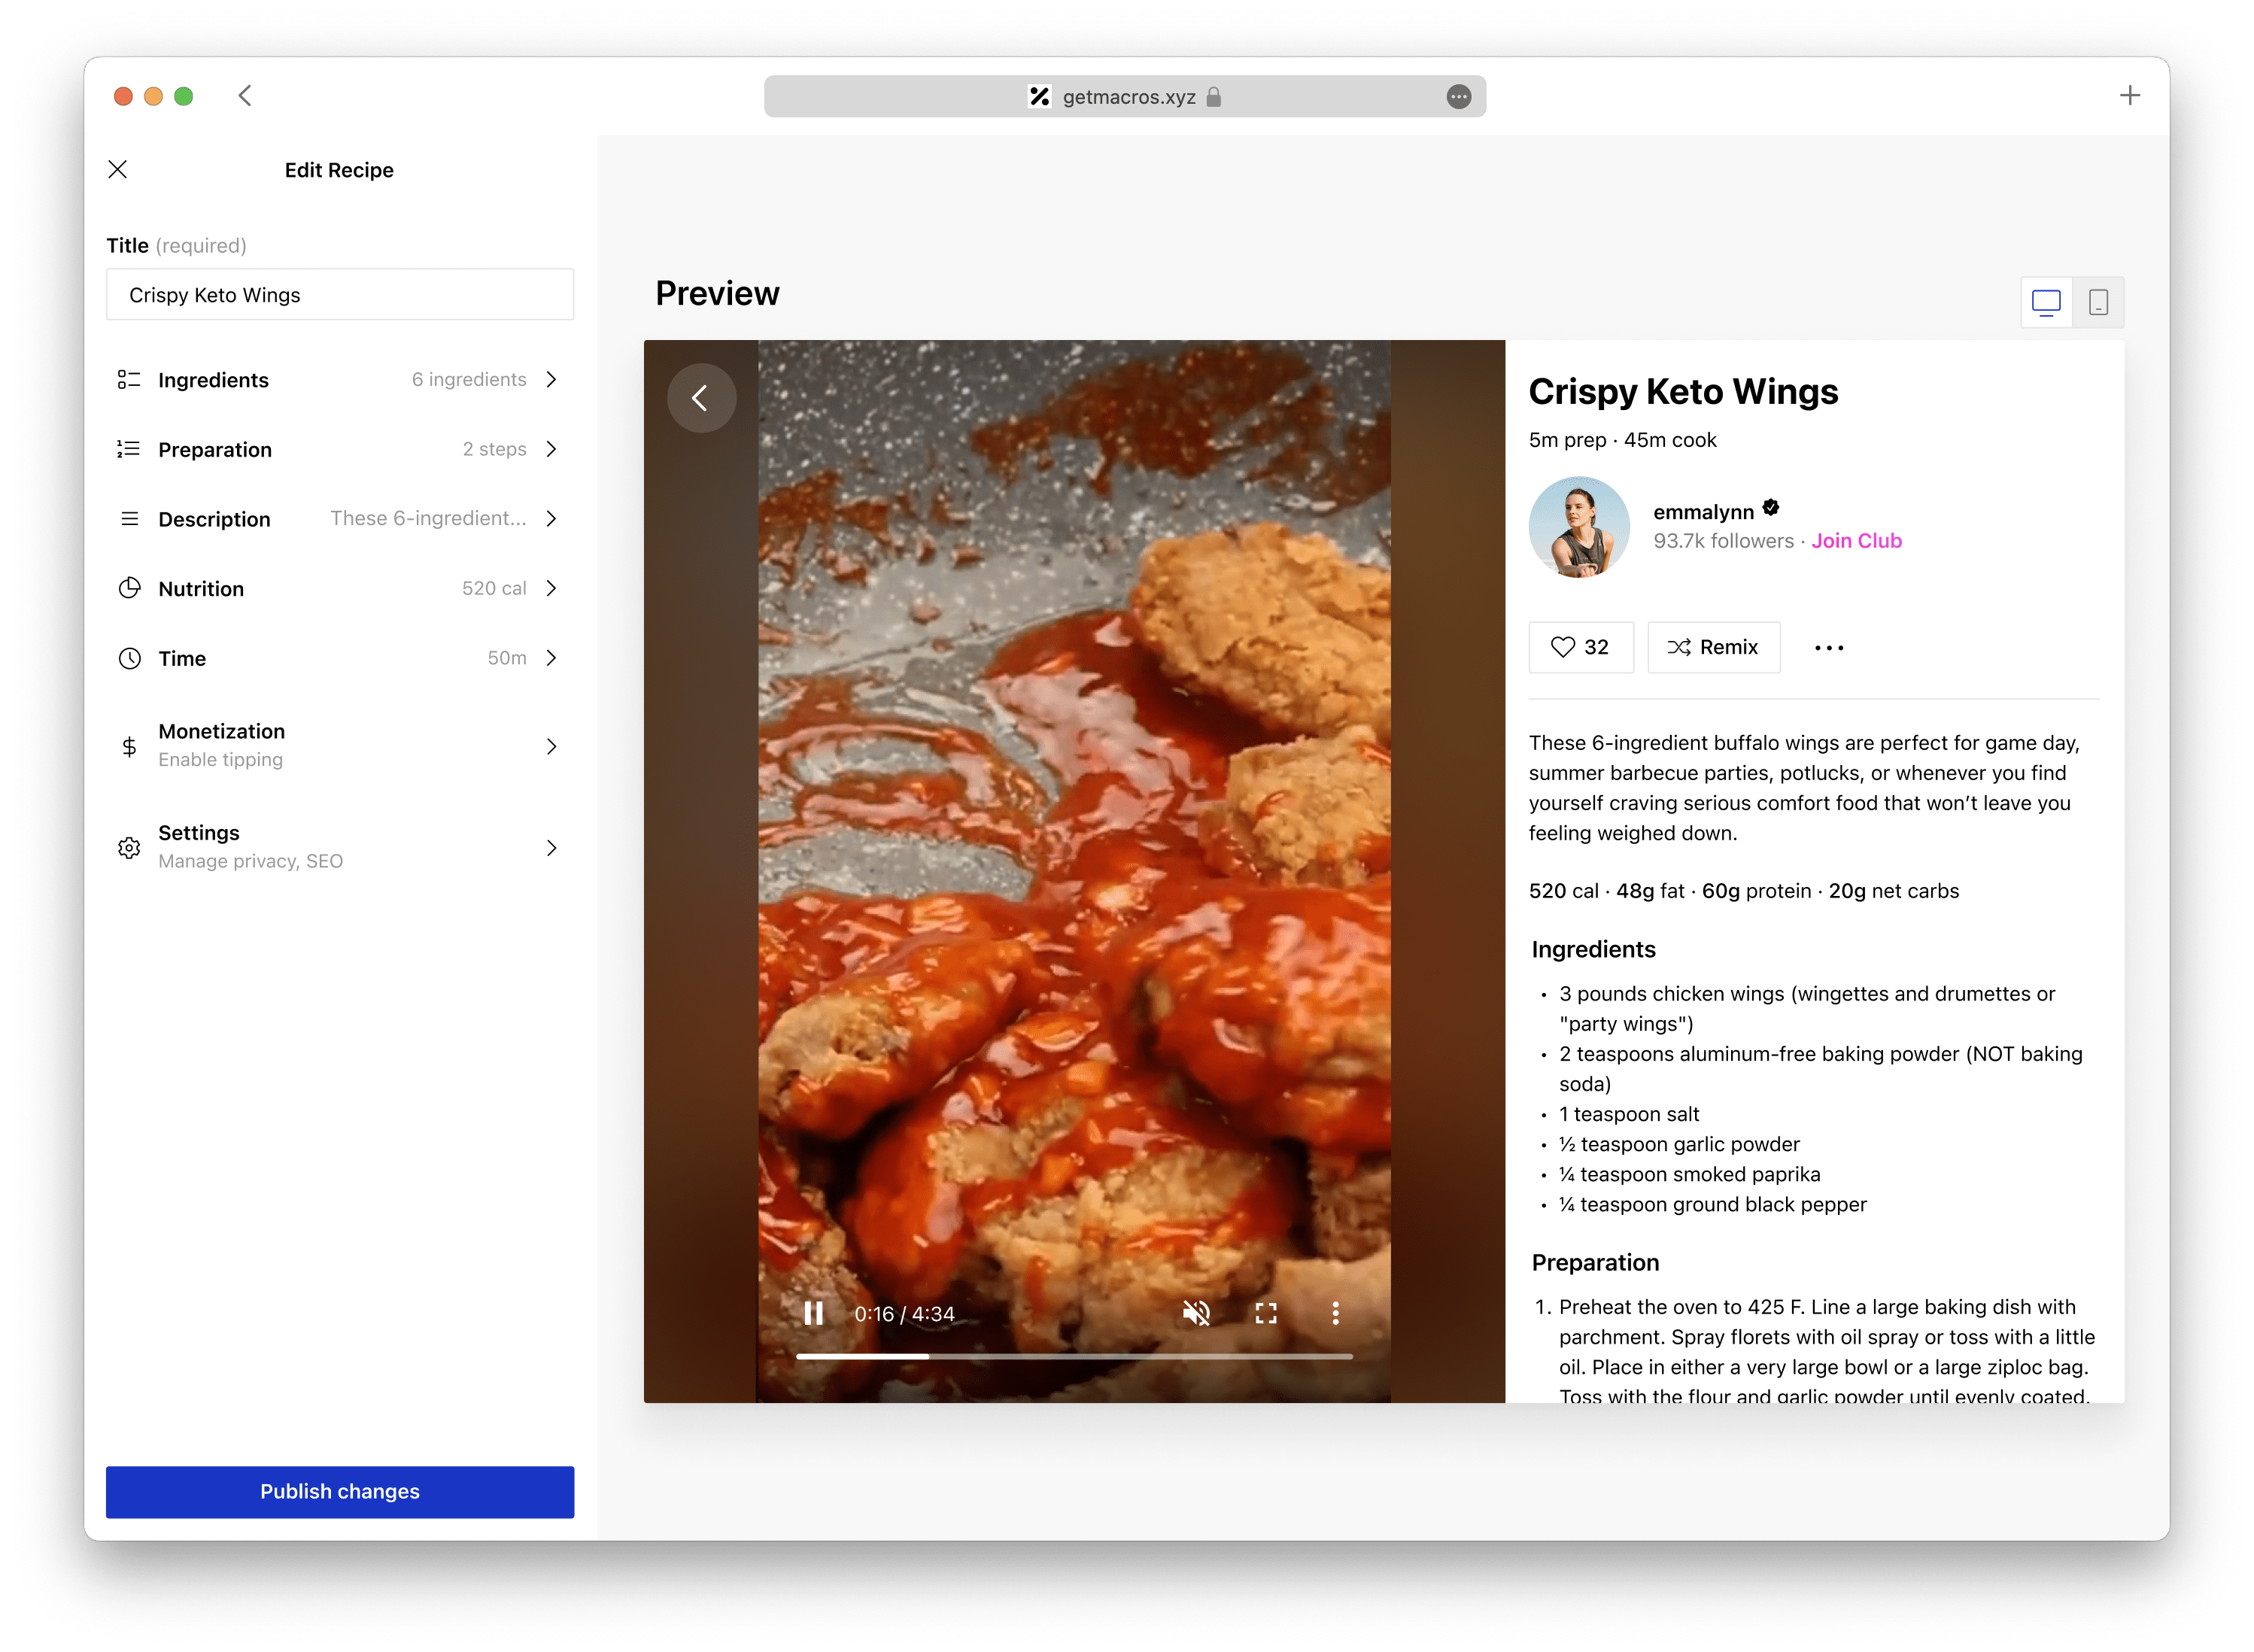 getmacros.xyz
Edit Recipe
Title (required)
Crispy Keto Wings
Ingredients 6 ingredients
Preparation 2 steps
Description These 6-ingredient...
Nutrition 520 cal
Time 50m
Monetization
Enable tipping
Settings
Manage privacy, SEO
Publish changes
Preview
0:16 / 4:34
Crispy Keto Wings
5m prep · 45m cook
emmalynn
93.7k followers · Join Club
32 Remix
These 6-ingredient buffalo wings are perfect for game day,
summer barbecue parties, potlucks, or whenever you find
yourself craving serious comfort food that won’t leave you
feeling weighed down.
520 cal · 48g fat · 60g protein · 20g net carbs
Ingredients
• 3 pounds chicken wings (wingettes and drumettes or
"party wings")
• 2 teaspoons aluminum-free baking powder (NOT baking
soda)
• 1 teaspoon salt
• ½ teaspoon garlic powder
• ¼ teaspoon smoked paprika
• ¼ teaspoon ground black pepper
Preparation
1. Preheat the oven to 425 F. Line a large baking dish with
parchment. Spray florets with oil spray or toss with a little
oil. Place in either a very large bowl or a large ziploc bag.
Toss with the flour and garlic powder until evenly coated.